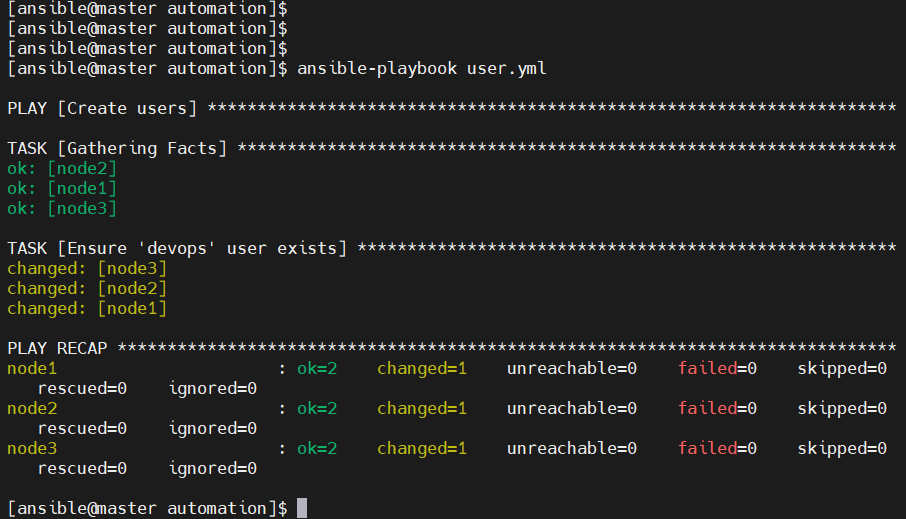 [ansible@master automation]$
[ansible@master automation]$
[ansible@master automation]$
[ansible@master automation]$ ansible-playbook user.yml
PLAY [Create users] *********************************************************************
TASK [Gathering Facts] ******************************************************************
ok: [node2]
ok: [node1]
ok: [node3]
TASK [Ensure 'devops' user exists] ******************************************************
changed: [node3]
changed: [node2]
changed: [node1]
PLAY RECAP ******************************************************************************
node1                      : ok=2    changed=1    unreachable=0    failed=0    skipped=0
   rescued=0    ignored=0
node2                      : ok=2    changed=1    unreachable=0    failed=0    skipped=0
   rescued=0    ignored=0
node3                      : ok=2    changed=1    unreachable=0    failed=0    skipped=0
   rescued=0    ignored=0
[ansible@master automation]$